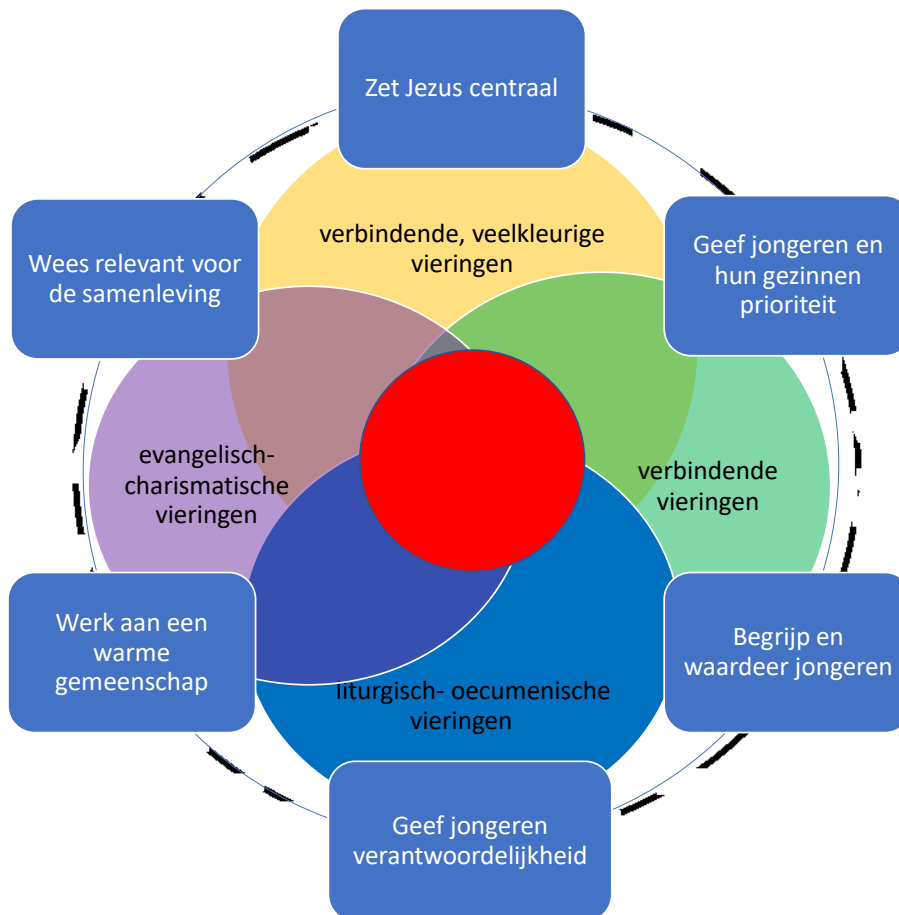 Zet Jezus centraal
verbindende, veelkleurige
vieringen
Wees relevant voor
de samenleving
Geef jongeren en
hun gezinnen
prioriteit
evangelisch-
charismatische
vieringen
verbindende
vieringen
Werk aan een
warme
gemeenschap
Begrijp en
waardeer jongeren
liturgisch- oecumenische
vieringen
Geef jongeren
verantwoordelijkheid